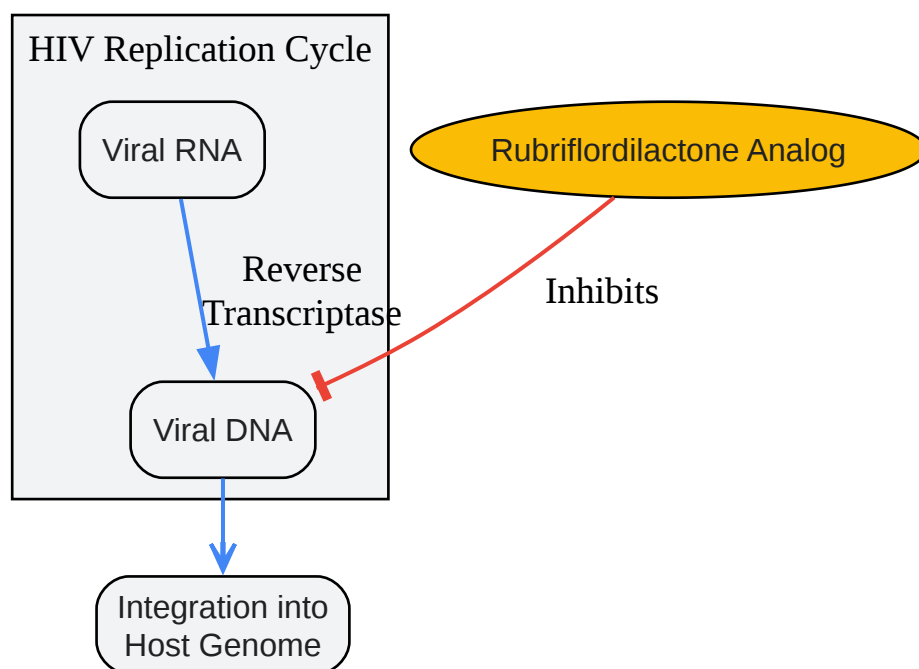 HIV Replication Cycle
Viral RNA
Rubriflordilactone Analog
Reverse
Transcriptase
Inhibits
Viral DNA
Integration into
Host Genome